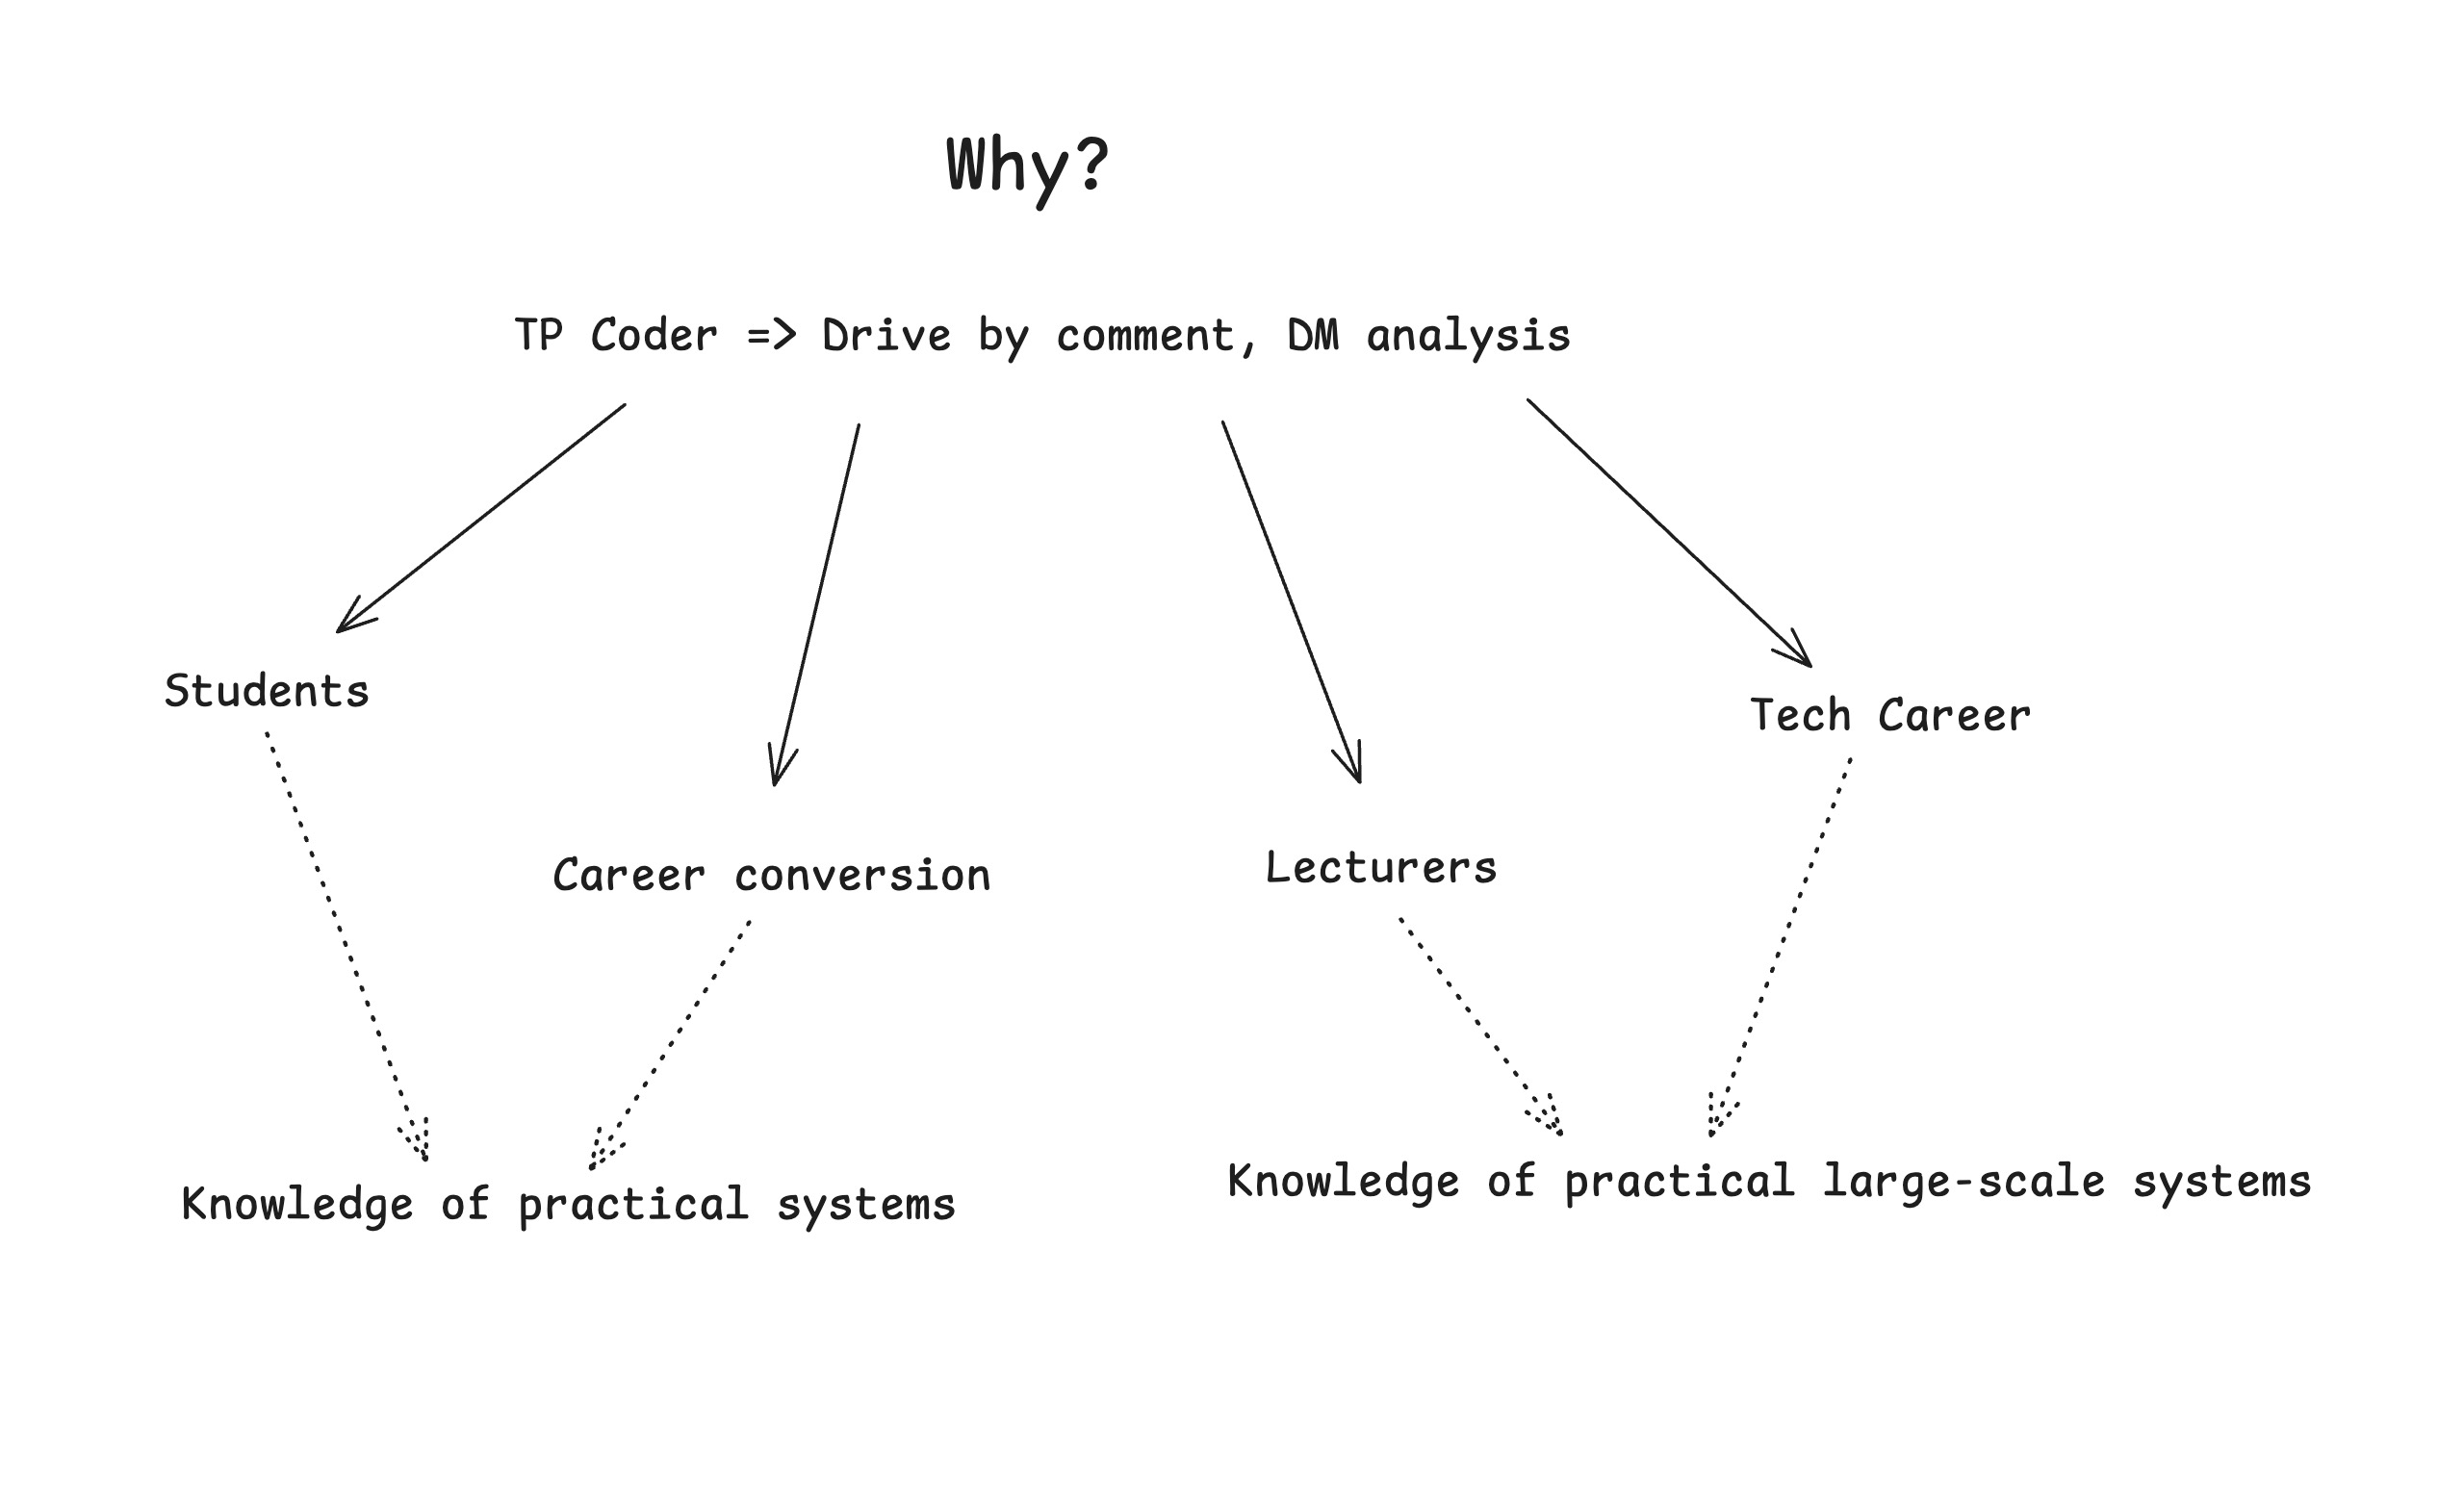 Why?
TP Coder => Drive by comment, DM analysis
Students
Tech Career
Career conversion
Lecturers
Knowledge of practical systems
Knowledge of practical large-scale systems